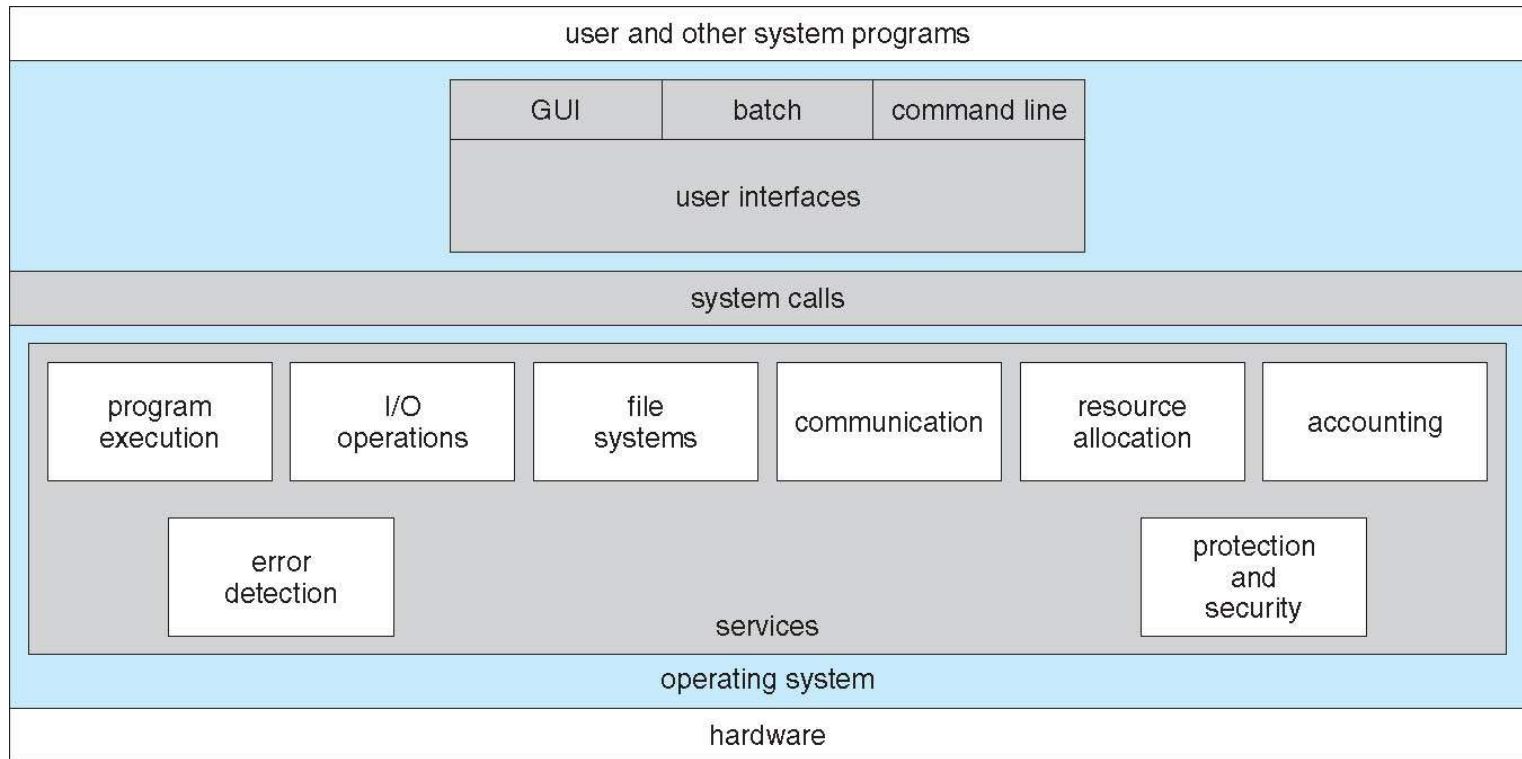 user and other system programs
GUI
batch
command line
user interfaces
system calls
program
execution
I/O
operations
file
systems
communication
resource
allocation
accounting
error
detection
protection
and
security
services
operating system
hardware